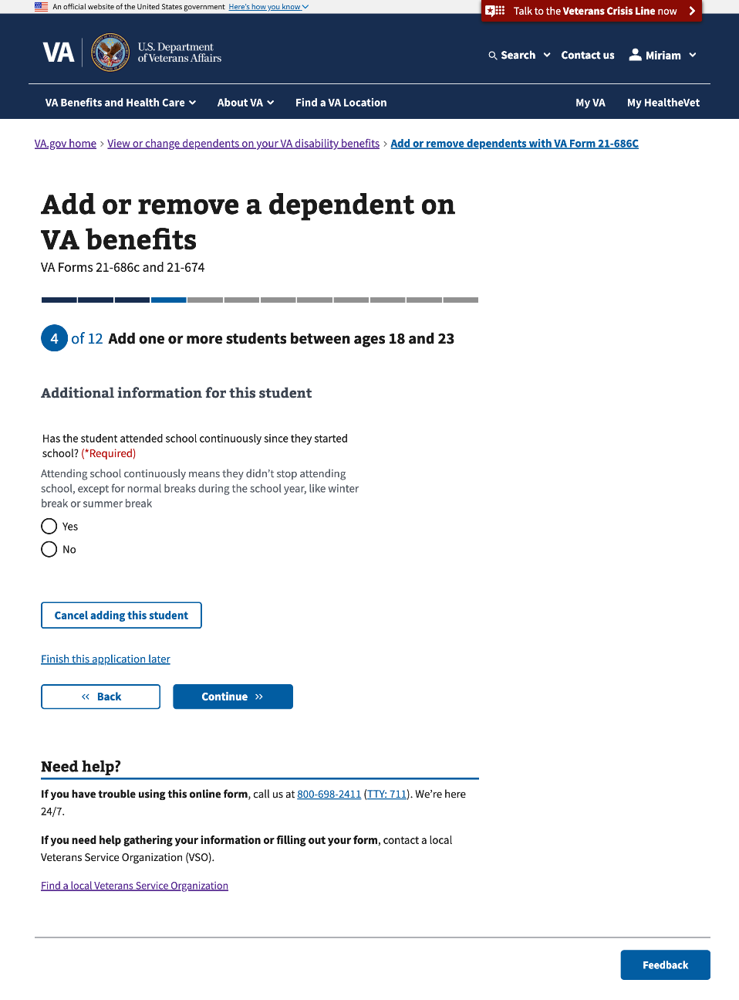 An official website of the United States government Here's how you know
Talk to the Veterans Crisis Line now
VA U.S. Department
of Veterans Affairs
Search Contact us Miriam
VA Benefits and Health Care About VA Find a VA Location My VA My HealtheVet
VA.gov home › View or change dependents on your VA disability benefits › Add or remove dependents with VA Form 21-686C
Add or remove a dependent on
VA benefits
VA Forms 21-686c and 21-674
4 of 12 Add one or more students between ages 18 and 23
Additional information for this student
Has the student attended school continuously since they started
school? (*Required)
Attending school continuously means they didn’t stop attending
school, except for normal breaks during the school year, like winter
break or summer break
Yes
No
Cancel adding this student
Finish this application later
« Back Continue »
Need help?
If you have trouble using this online form, call us at 800-698-2411 (TTY: 711). We’re here
24/7.
If you need help gathering your information or filling out your form, contact a local
Veterans Service Organization (VSO).
Find a local Veterans Service Organization
Feedback